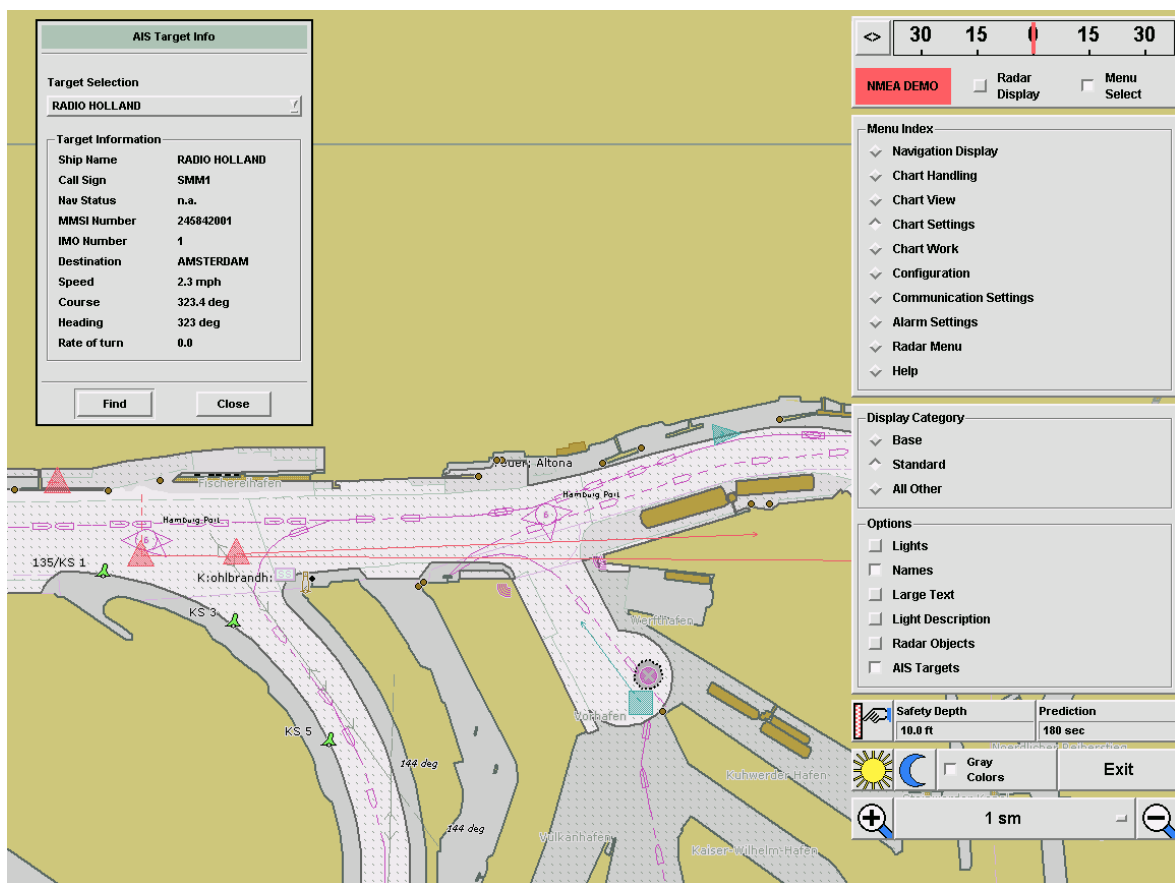 AIS Target Info
Target Selection
RADIO HOLLAND
Target Information
Ship Name RADIO HOLLAND
Call Sign SMM1
Nav Status n.a.
MMSI Number 245842001
IMO Number 1
Destination AMSTERDAM
Speed 2.3 mph
Course 323.4 deg
Heading 323 deg
Rate of turn 0.0
Find Close
<> 30 15 0 15 30
NMEA DEMO
Radar Display
Menu Select
Menu Index
Navigation Display
Chart Handling
Chart View
Chart Settings
Chart Work
Configuration
Communication Settings
Alarm Settings
Radar Menu
Help
Display Category
Base
Standard
All Other
Options
Lights
Names
Large Text
Light Description
Radar Objects
AIS Targets
Safety Depth
10.0 ft
Prediction
180 sec
Gray Colors
Exit
1 sm
Altona
Fischereihafen
Hamburg Port
Hamburg Port
6
6
135/KS 1
K:ohlbrandh:
KS 3
KS 5
Werfthafen
Vorhafen
144 deg
144 deg
Kuhwerder Hafen
Vulkanhafen
Kaiser-Wilhelm-Hafen